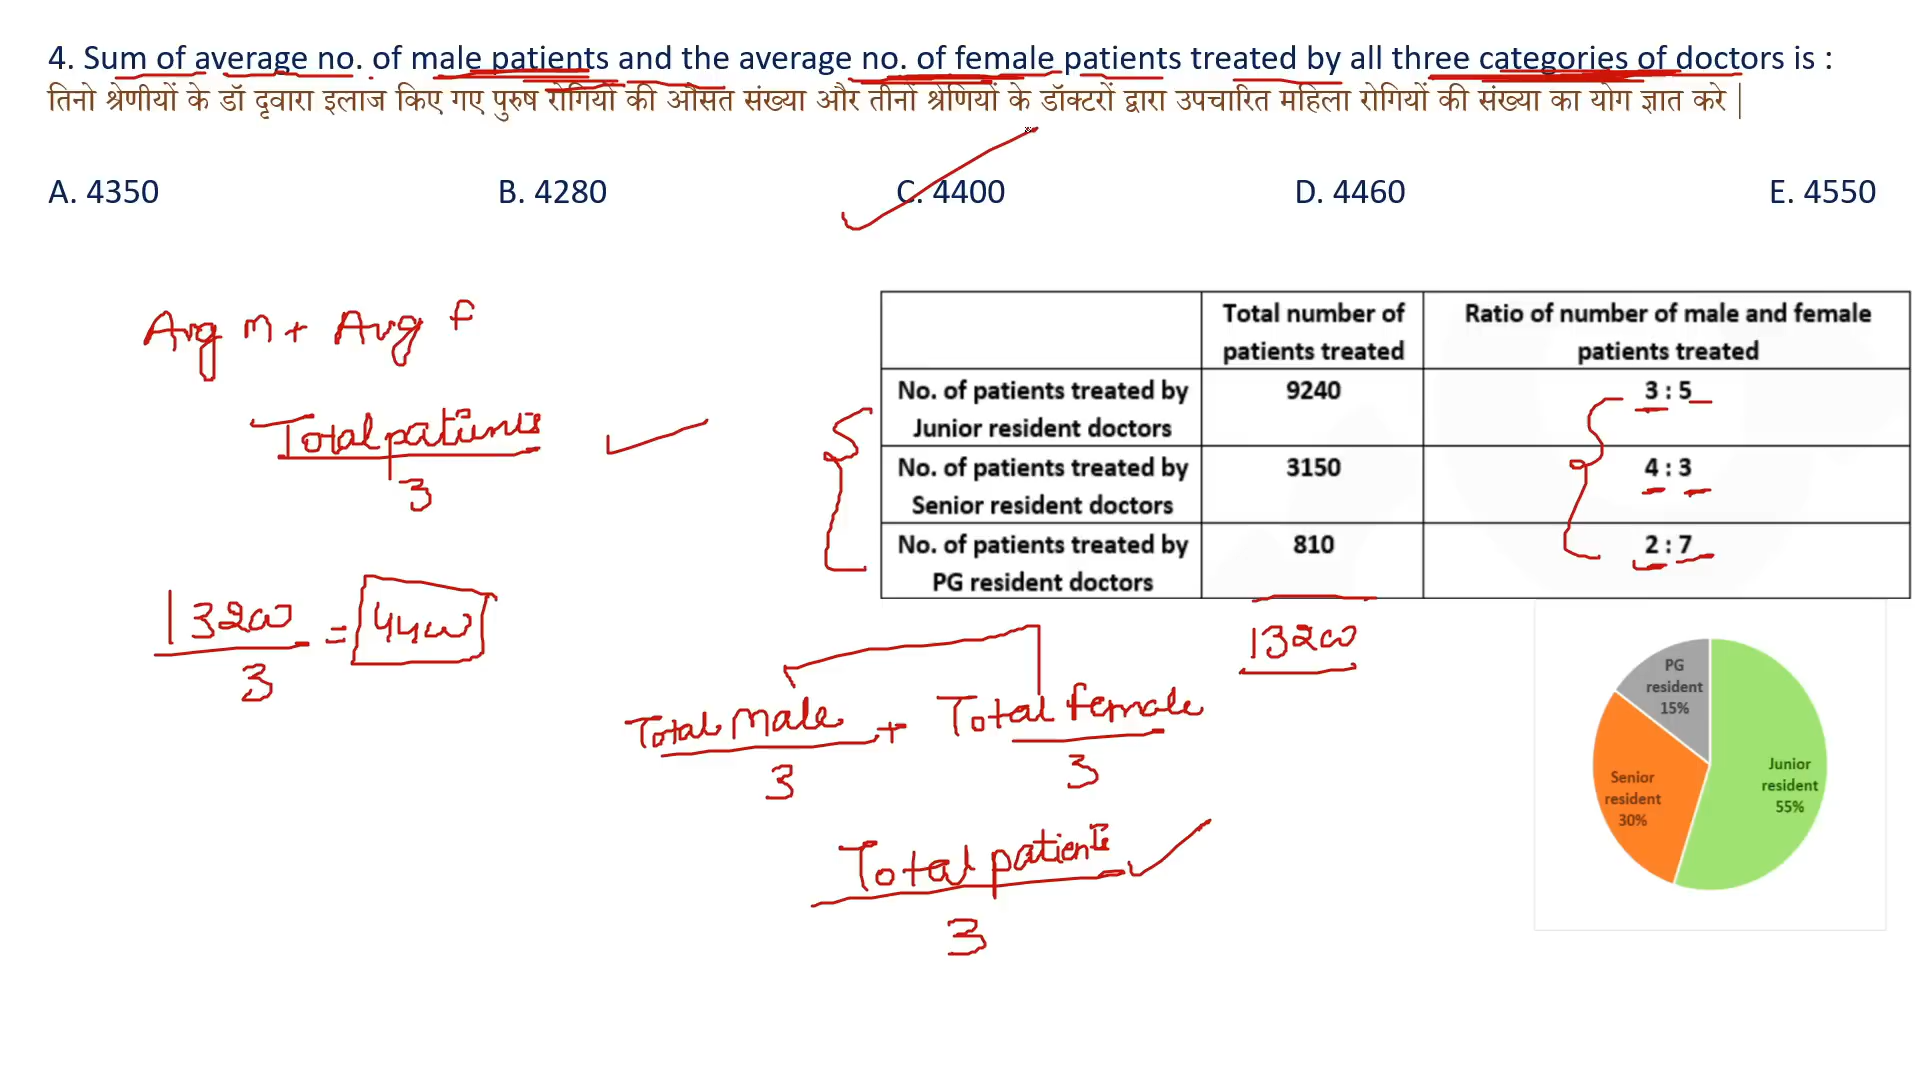 4. Sum of average no. of male patients and the average no. of female patients treated by all three categories of doctors is :
तिनो श्रेणीयों के डॉ दृवारा इलाज किए गए पुरुष रोगियों की औसत संख्या और तीनों श्रेणियों के डॉक्टरों द्वारा उपचारित महिला रोगियों की संख्या का योग ज्ञात करे |
A. 4350 B. 4280 C. 4400 D. 4460 E. 4550
Total number of patients treated
Ratio of number of male and female patients treated
No. of patients treated by Junior resident doctors 9240 3 : 5
No. of patients treated by Senior resident doctors 3150 4 : 3
No. of patients treated by PG resident doctors 810 2 : 7
13200
Avg m + Avg f
Total patients
3
13200
3
= 4400
Total male + Total female
3 3
Total patients
3
PG
resident
15%
Senior
resident
30%
Junior
resident
55%